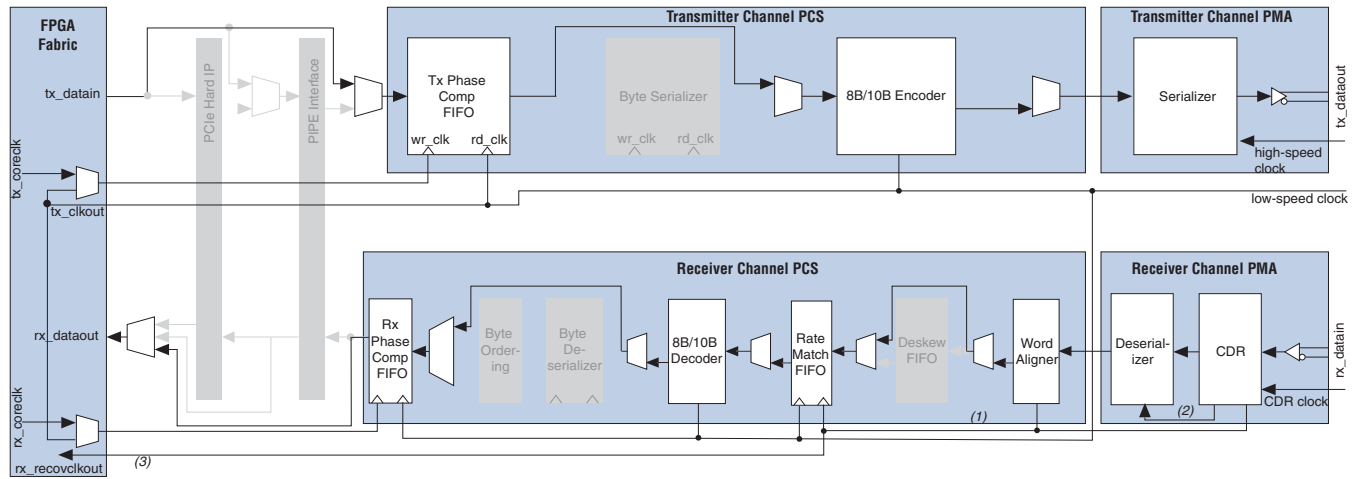 FPGA
Fabric
Transmitter Channel PCS
Transmitter Channel PMA
tx_datain
PCIe Hard IP
PIPE Interface
Tx Phase
Comp
FIFO
wr_clk
rd_clk
Byte Serializer
wr_clk
rd_clk
8B/10B Encoder
Serializer
tx_dataout
high-speed
clock
tx_coreclk
tx_clkout
low-speed clock
Receiver Channel PCS
Receiver Channel PMA
rx_dataout
Rx
Phase
Comp
FIFO
Byte
Order-
ing
Byte
De-
serializer
8B/10B
Decoder
Rate
Match
FIFO
Deskew
FIFO
Word
Aligner
Deserial-
izer
CDR
rx_datain
CDR clock
(1)
(2)
rx_coreclk
rx_recovclkout
(3)